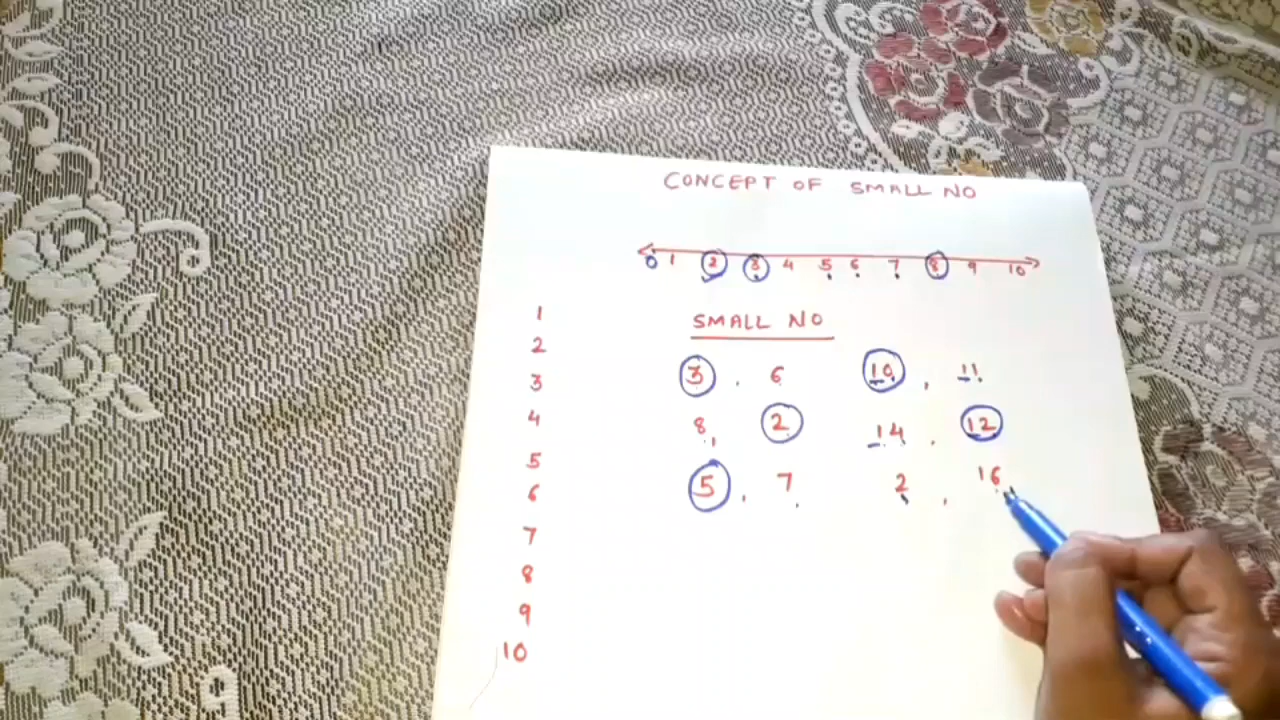 CONCEPT OF SMALL NO
0 1 2 3 4 5 6 7 8 9 10
SMALL NO
3 , 6 10 , 11
8 , 2 14 , 12
5 , 7 2 , 16
1
2
3
4
5
6
7
8
9
10